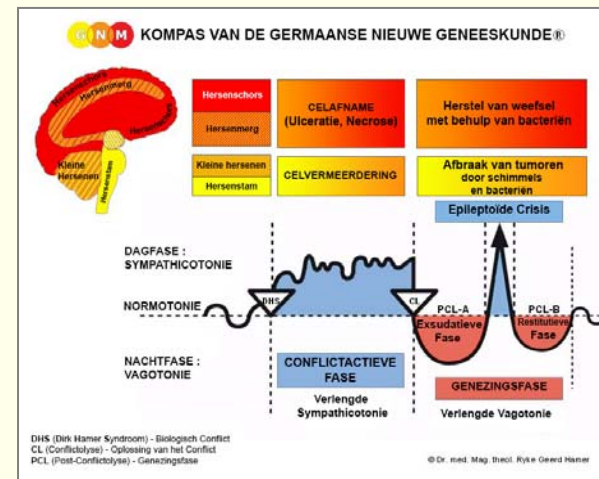 GNM KOMPAS VAN DE GERMAANSE NIEUWE GENEESKUNDE®
Hersenschors
Hersenmerg
Hersenschors
Kleine
Hersenen
Hersenstam
Hersenschors
Hersenmerg
Kleine hersenen
Hersenstam
CELAFNAME
(Ulceratie, Necrose)
CELVERMEERDERING
Herstel van weefsel
met behulp van bacteriën
Afbraak van tumoren
door schimmels
en bacteriën
Epileptoïde Crisis
DAGFASE :
SYMPATHICOTONIE
NORMOTONIE
NACHTFASE :
VAGOTONIE
DHS
CL
PCL-A
Exsudatieve
Fase
PCL-B
Restitutieve
Fase
CONFLICTACTIEVE
FASE
Verlengde
Sympathicotonie
GENEZINGSFASE
Verlengde Vagotonie
DHS (Dirk Hamer Syndroom) - Biologisch Conflict
CL (Conflictolyse) - Oplossing van het Conflict
PCL (Post-Conflictolyse) - Genezingsfase
© Dr. med. Mag. theol. Ryke Geerd Hamer